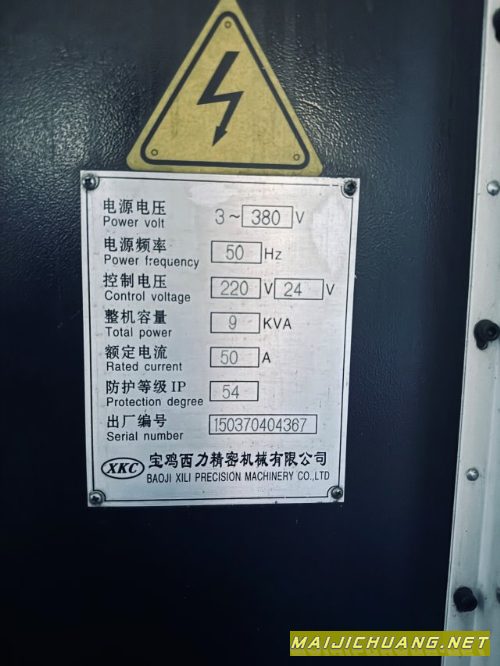 电源电压 3~ 380 V
Power volt
电源频率 50 Hz
Power frequency
控制电压 220 V 24 V
Control voltage
整机容量 9 KVA
Total power
额定电流 50 A
Rated current
防护等级 IP 54
Protection degree
出厂编号 150370404367
Serial number
XKC 宝鸡西力精密机械有限公司
BAOJI XILI PRECISION MACHINERY CO.,LTD
MAIJICHUANG.NET